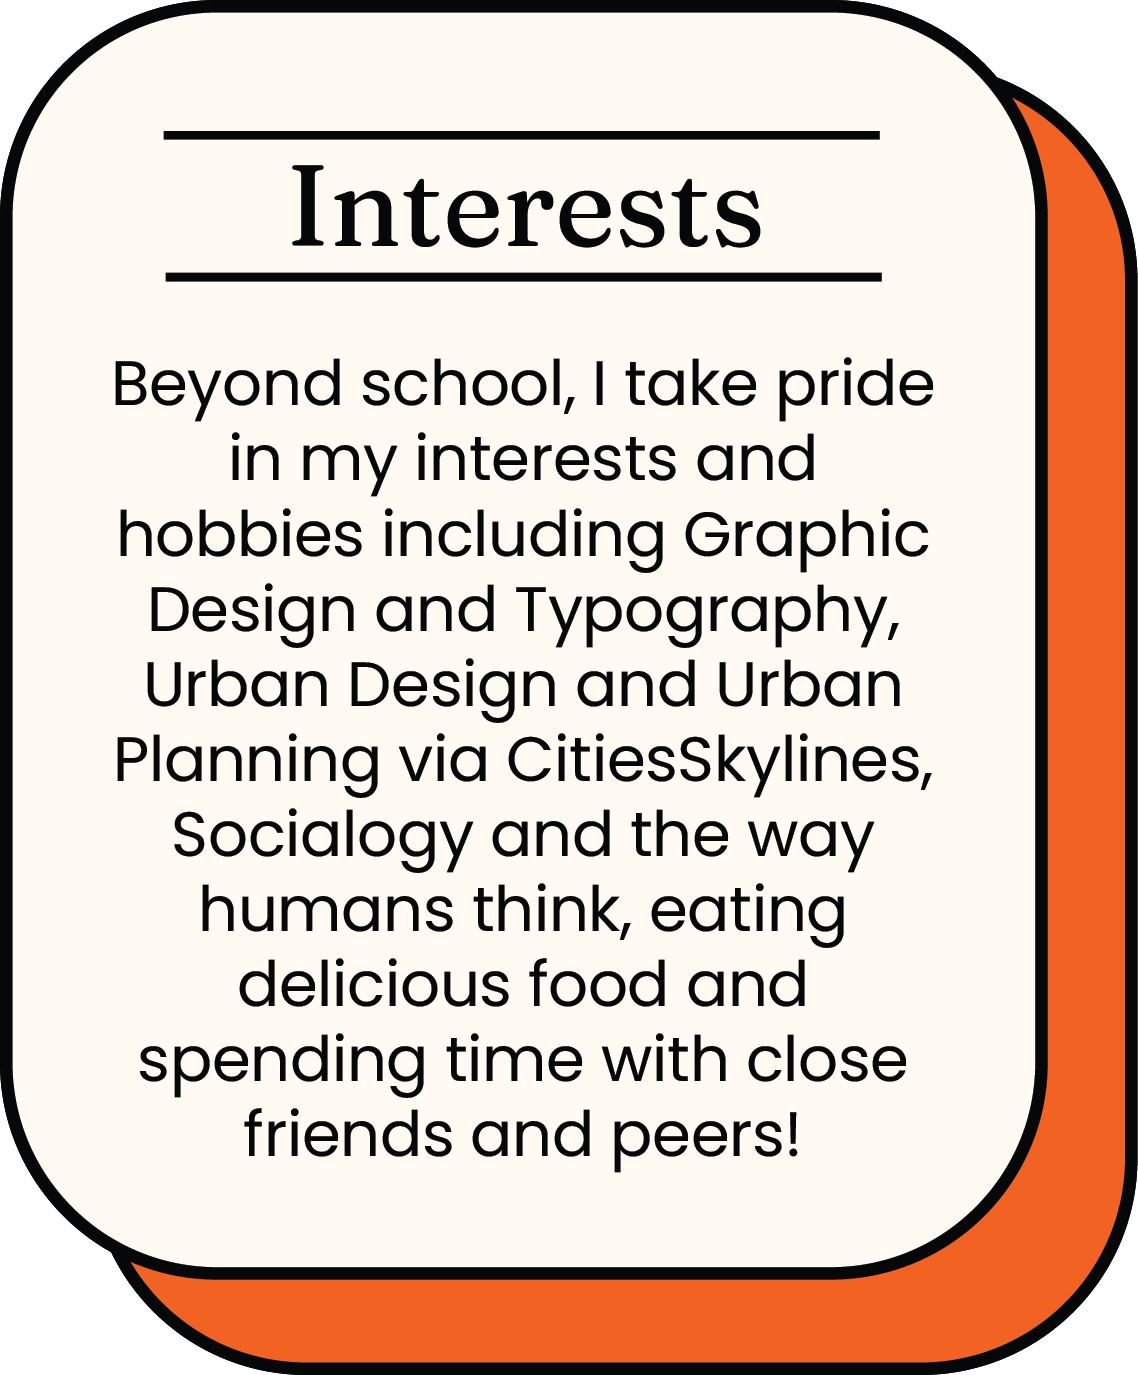 Interests
Beyond school, I take pride
in my interests and
hobbies including Graphic
Design and Typography,
Urban Design and Urban
Planning via CitiesSkylines,
Socialogy and the way
humans think, eating
delicious food and
spending time with close
friends and peers!